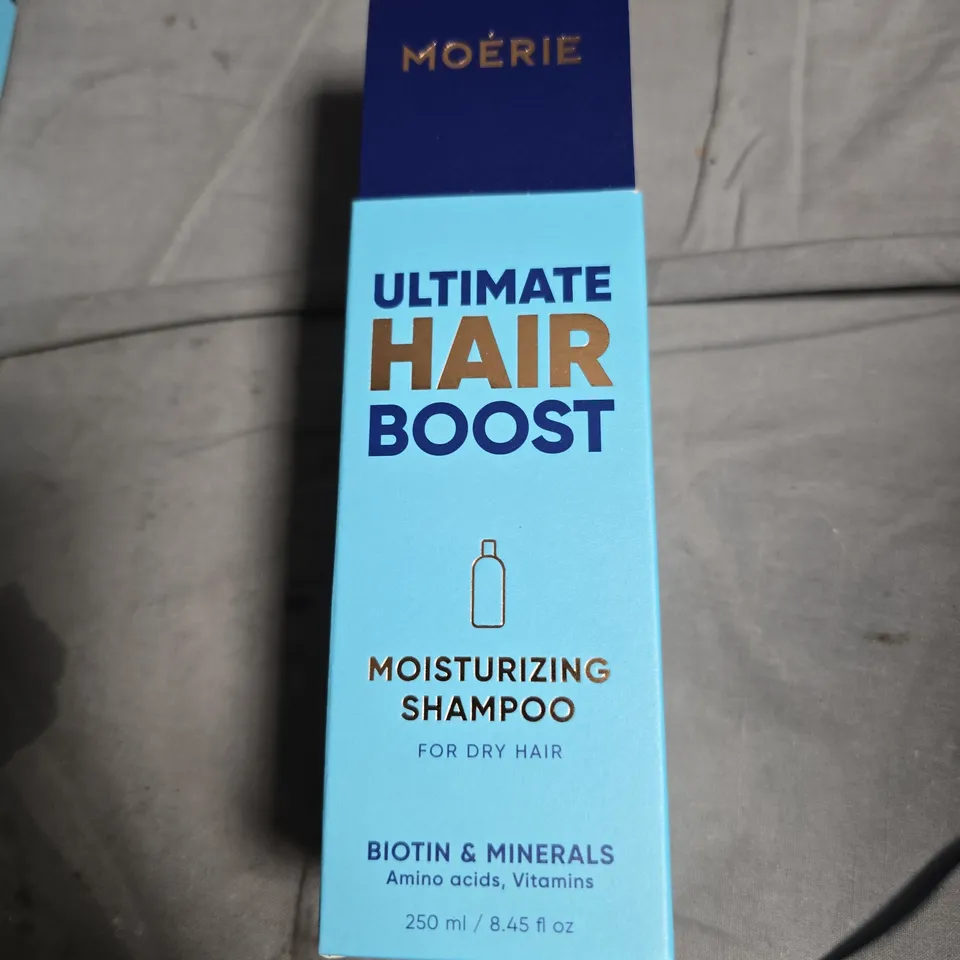 MOÉRIE
ULTIMATE
HAIR
BOOST
MOISTURIZING
SHAMPOO
FOR DRY HAIR
BIOTIN & MINERALS
Amino acids, Vitamins
250 ml / 8.45 fl oz